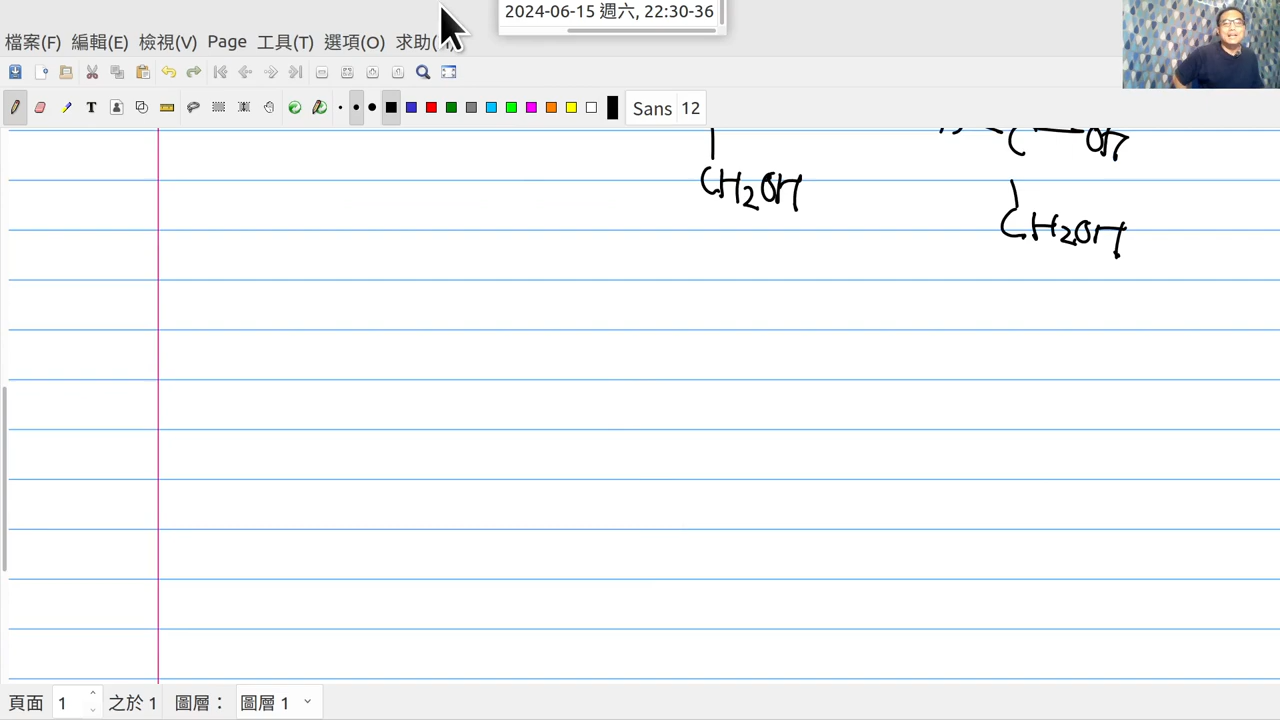 2024-06-15 週六, 22:30-36
檔案(F) 編輯(E) 檢視(V) Page 工具(T) 選項(O) 求助
T Sans 12
OH
CH2OH
C
CH2OH
頁面 1 之於 1 圖層： 圖層 1